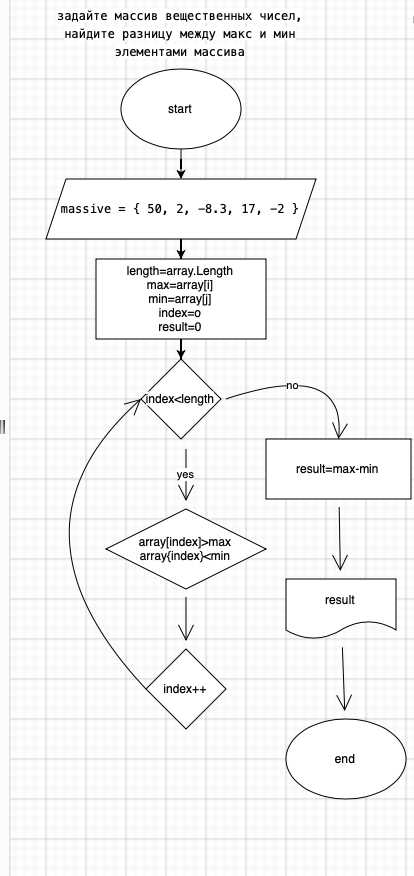 задайте массив вещественных чисел,
найдите разницу между макс и мин
элементами массива
start
massive = { 50, 2, -8.3, 17, -2 }
length=array.Length
max=array[i]
min=array[j]
index=o
result=0
index<length
no
yes
result=max-min
array[index]>max
array{index}<min
result
index++
end